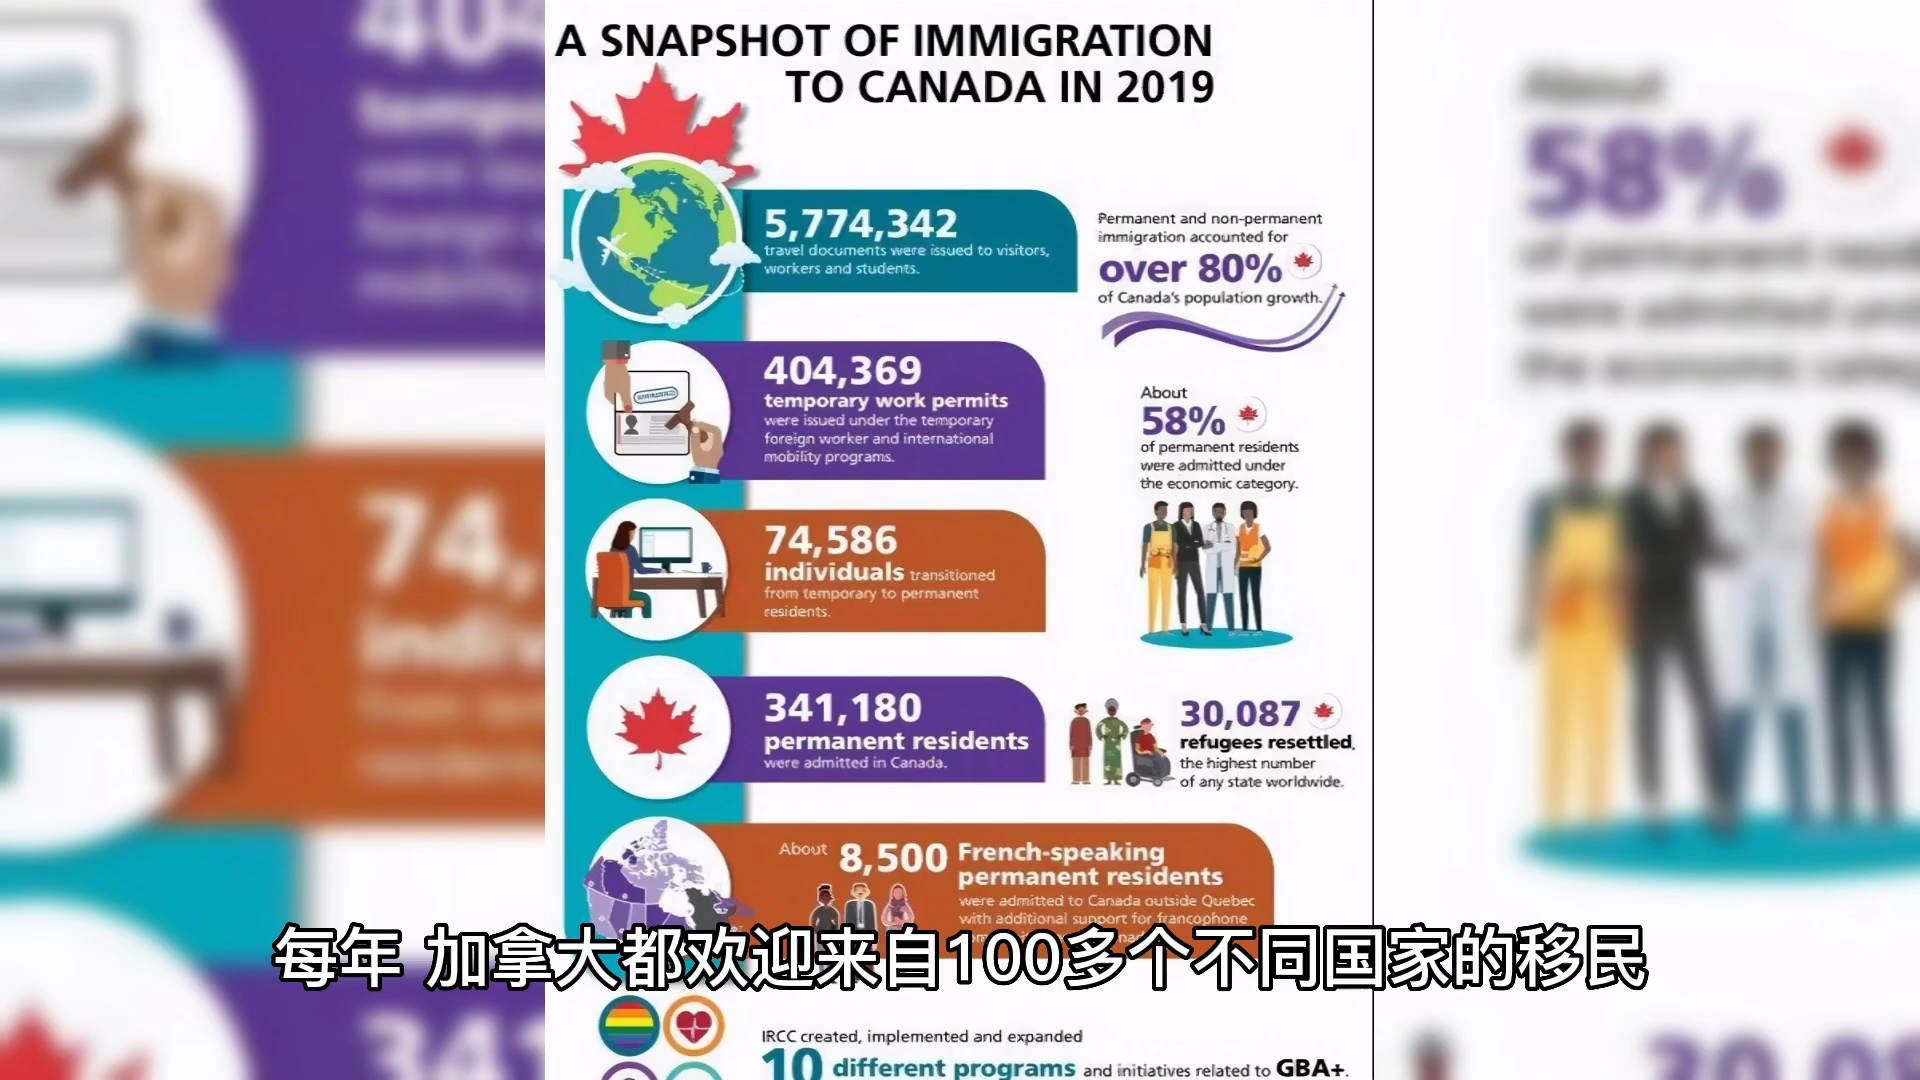 A SNAPSHOT OF IMMIGRATION
TO CANADA IN 2019
5,774,342
travel documents were issued to visitors,
workers and students.
Permanent and non-permanent
immigration accounted for
over 80%
of Canada's population growth.
404,369
temporary work permits
were issued under the temporary
foreign worker and international
mobility programs.
About
58%
of permanent residents
were admitted under
the economic category.
74,586
individuals transitioned
from temporary to permanent
residents.
341,180
permanent residents
were admitted in Canada.
30,087
refugees resettled,
the highest number
of any state worldwide.
About 8,500 French-speaking
permanent residents
were admitted to Canada outside Quebec
with additional support for francophone
每年 加拿大都欢迎来自100多个不同国家的移民
IRCC created, implemented and expanded
10 different programs and initiatives related to GBA+.
404
74,
58%
About
341